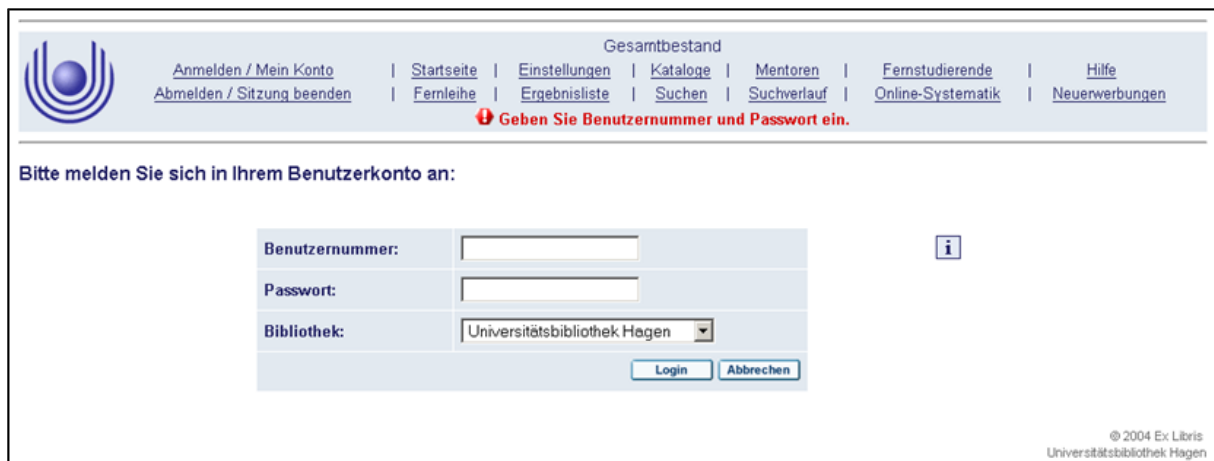 Gesamtbestand
Anmelden / Mein Konto | Startseite | Einstellungen | Kataloge | Mentoren | Fernstudierende | Hilfe
Abmelden / Sitzung beenden | Fernleihe | Ergebnisliste | Suchen | Suchverlauf | Online-Systematik | Neuerwerbungen
! Geben Sie Benutzernummer und Passwort ein.
Bitte melden Sie sich in Ihrem Benutzerkonto an:
Benutzernummer: i
Passwort:
Bibliothek: Universitätsbibliothek Hagen
Login Abbrechen
© 2004 Ex Libris
Universitätsbibliothek Hagen